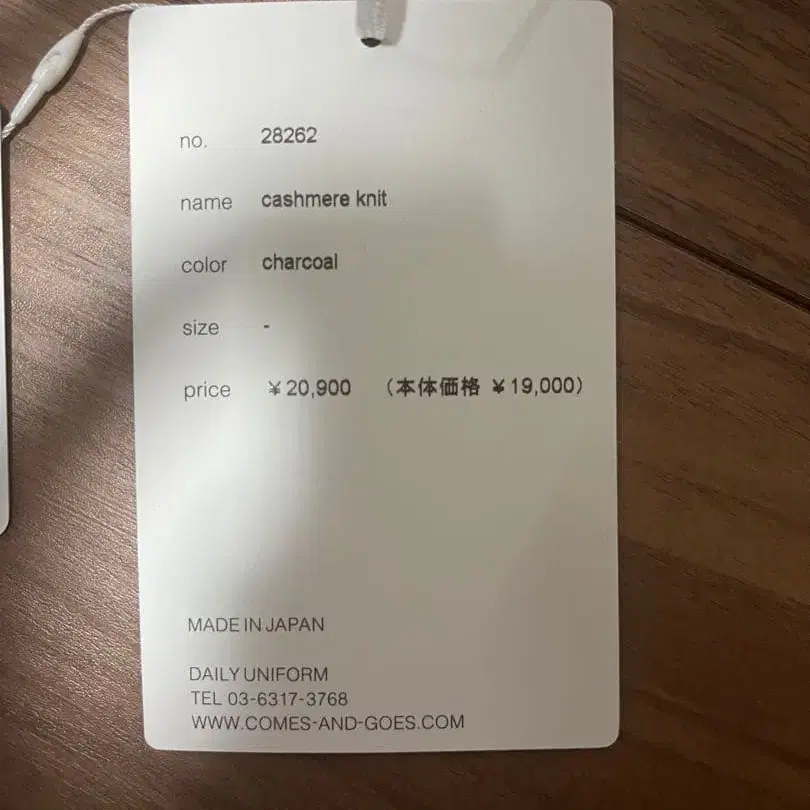 no. 28262
name cashmere knit
color charcoal
size -
price ¥20,900 (本体価格 ¥19,000)
MADE IN JAPAN
DAILY UNIFORM
TEL 03-6317-3768
WWW.COMES-AND-GOES.COM